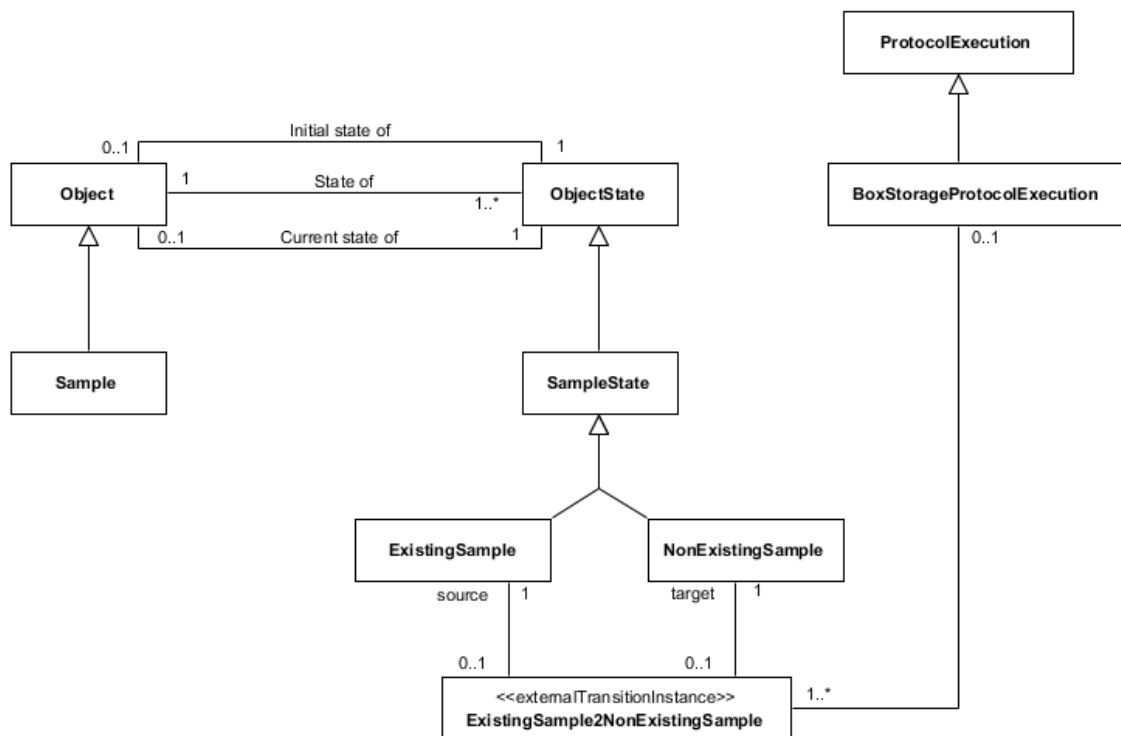 ProtocolExecution
Initial state of
0..1
1
Object
1
State of
1..*
ObjectState
BoxStorageProtocolExecution
0..1
Current state of
1
0..1
Sample
SampleState
ExistingSample
NonExistingSample
source
1
target
1
0..1
0..1
<<externalTransitionInstance>>
ExistingSample2NonExistingSample
1..*